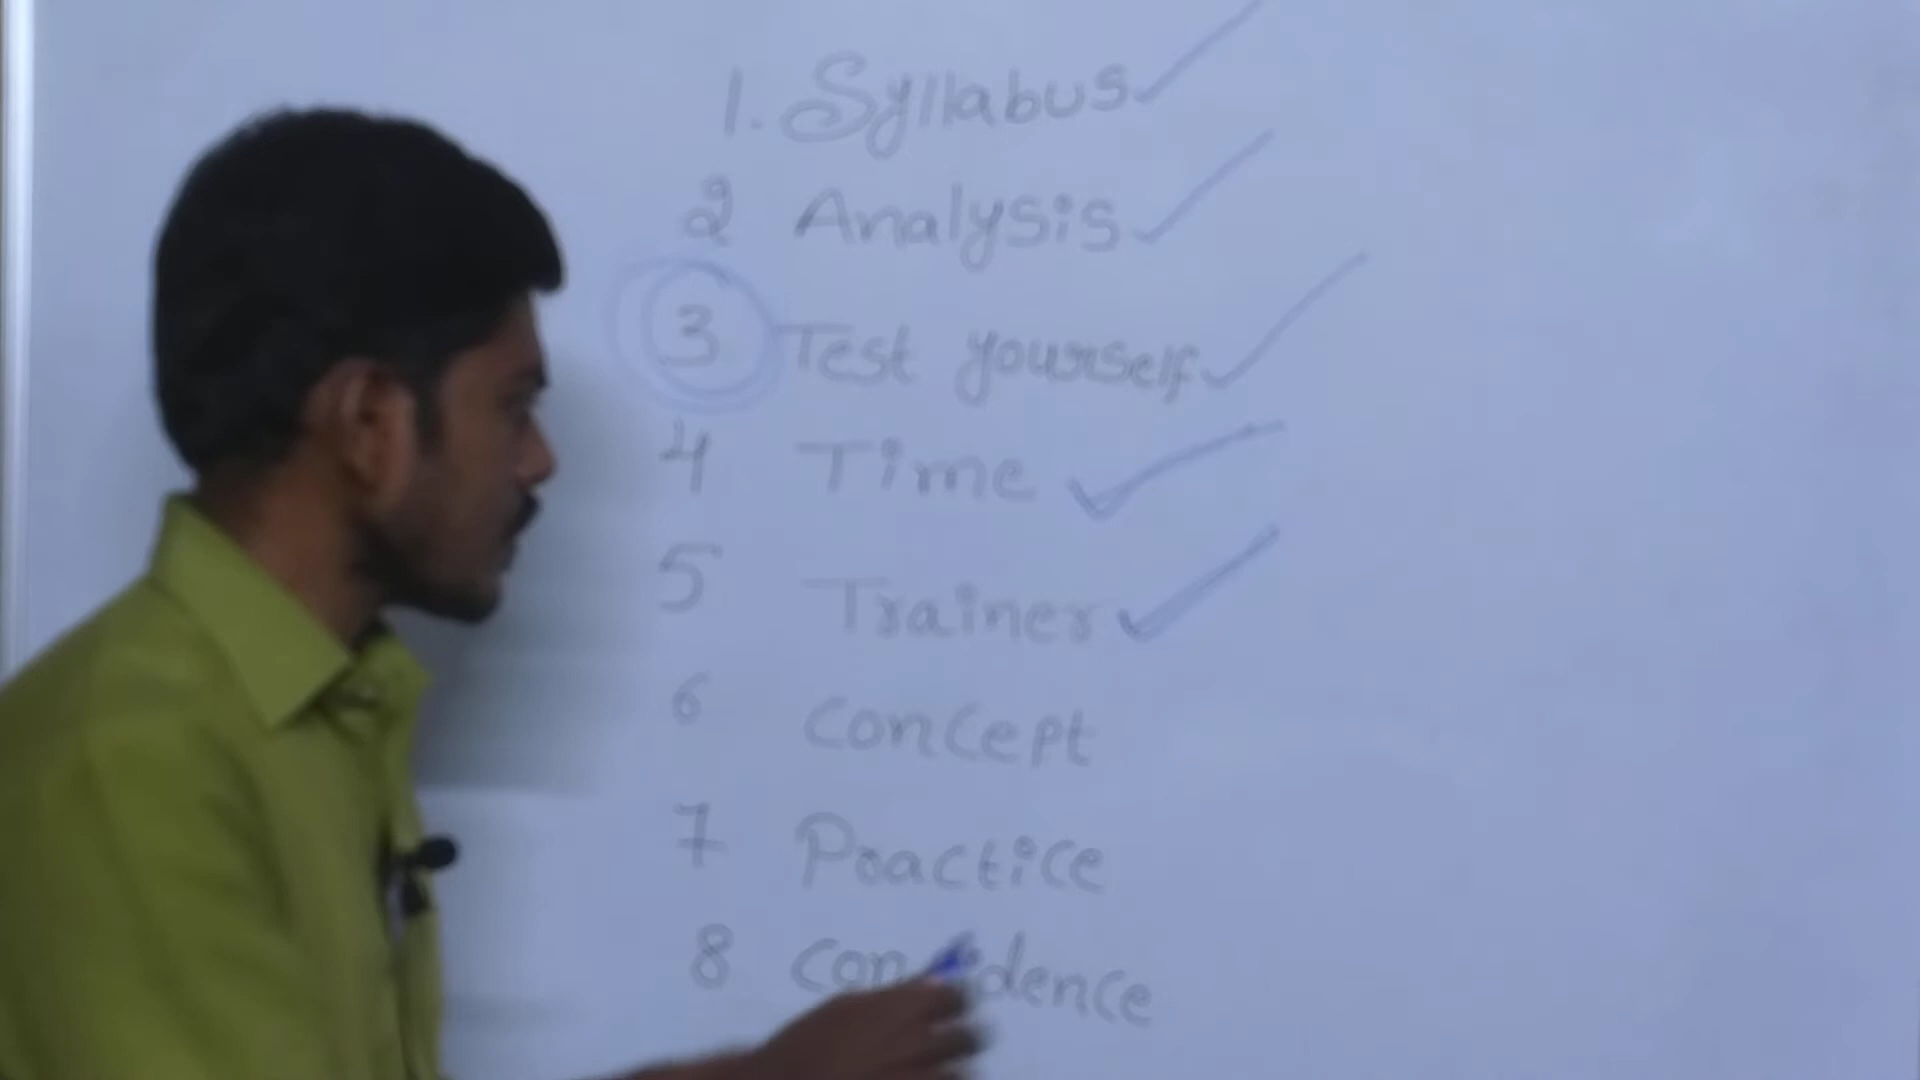 1. Syllabus
2 Analysis
3 Test yourself
4 Time
5 Trainer
6 Concept
7 Practice
8